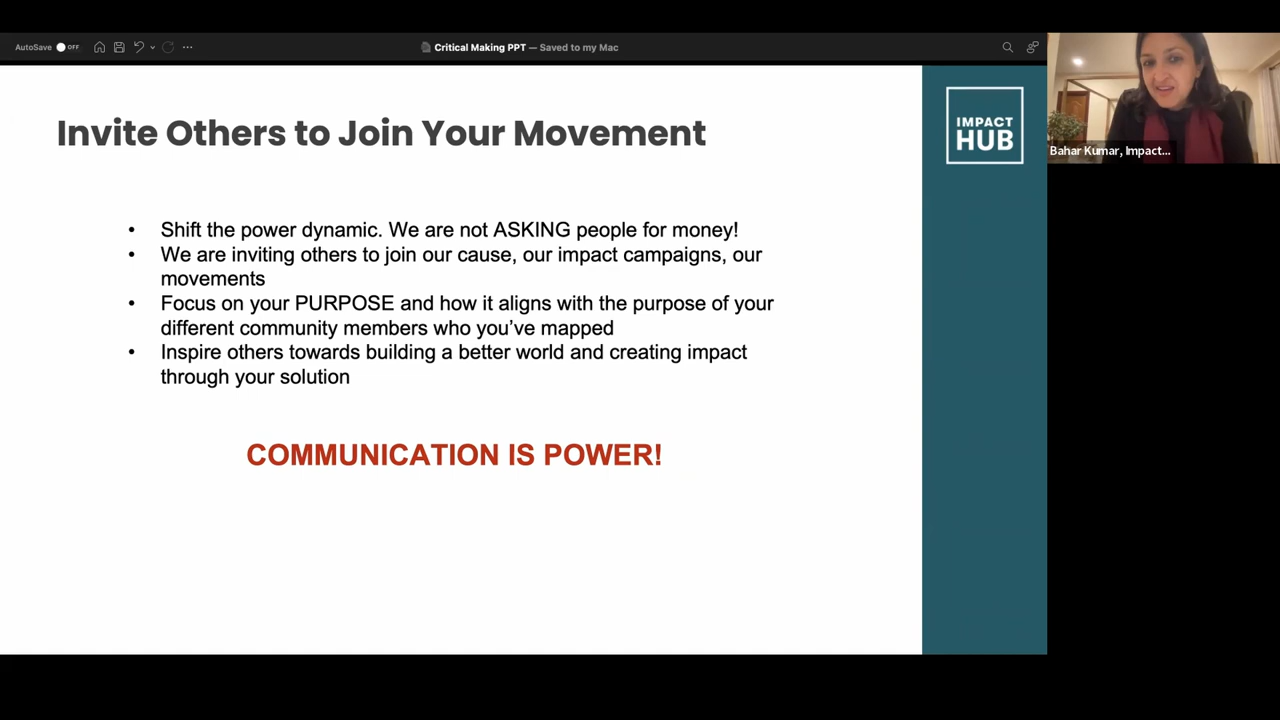 AutoSave OFF
Critical Making PPT — Saved to my Mac
Invite Others to Join Your Movement
IMPACT
HUB
Bahar Kumar, Impact...
• Shift the power dynamic. We are not ASKING people for money!
• We are inviting others to join our cause, our impact campaigns, our
movements
• Focus on your PURPOSE and how it aligns with the purpose of your
different community members who you’ve mapped
• Inspire others towards building a better world and creating impact
through your solution
COMMUNICATION IS POWER!